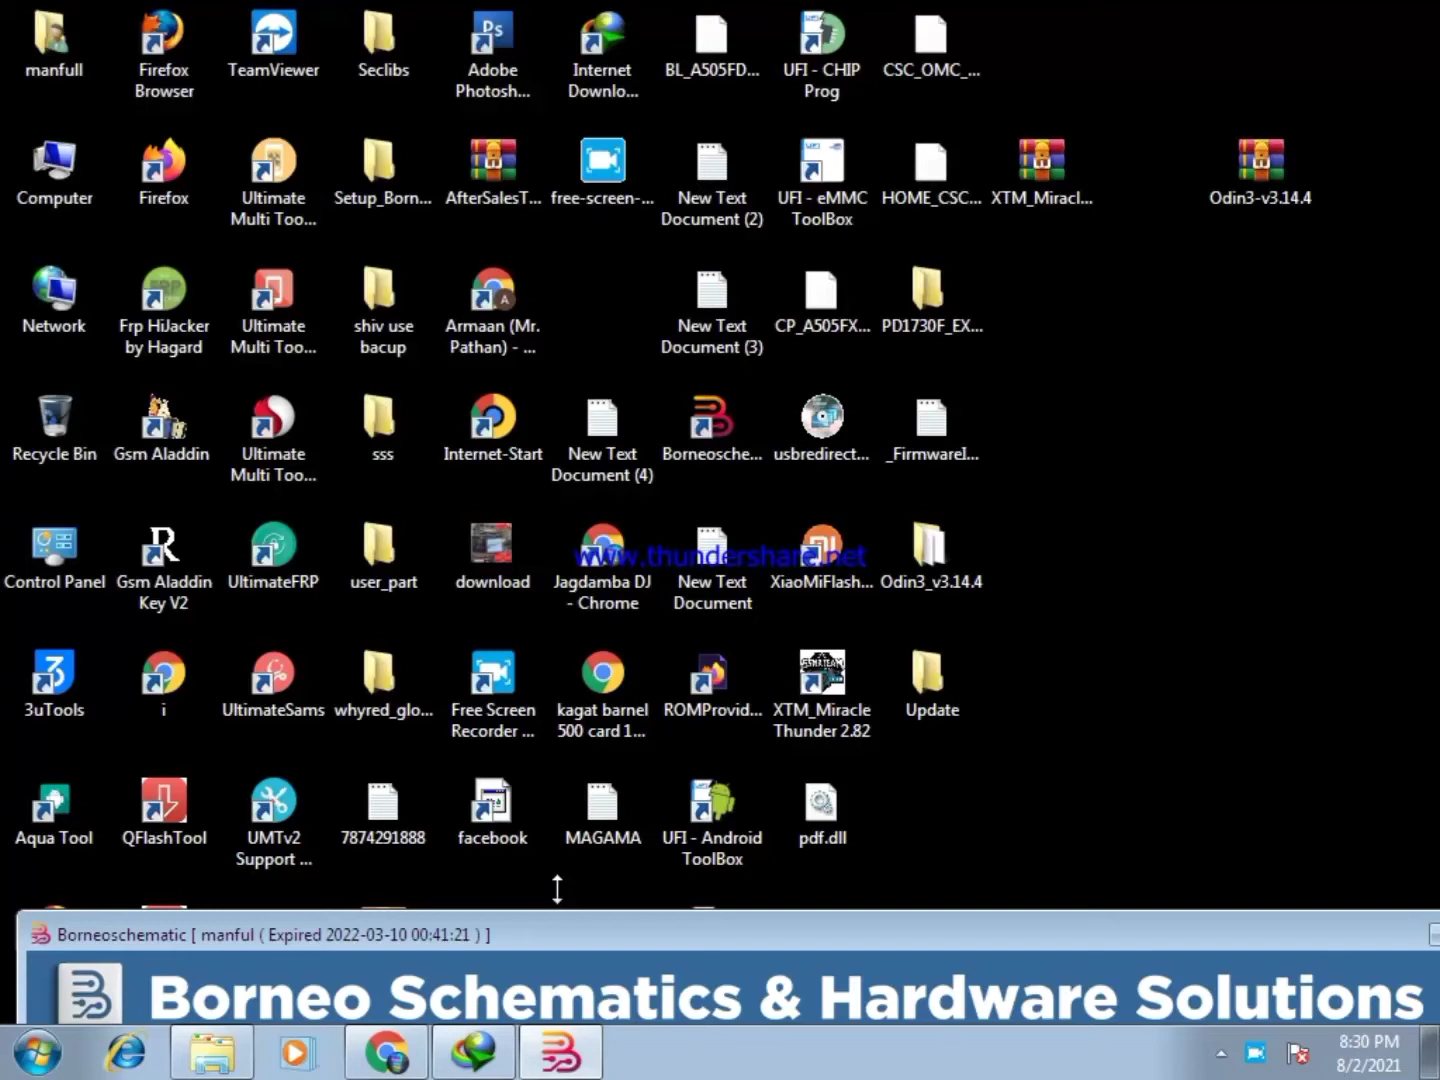 manfull
Firefox
Browser
TeamViewer
Seclibs
Adobe
Photosh...
Internet
Downlo...
BL_A505FD...
UFI - CHIP
Prog
CSC_OMC_...
Computer
Firefox
Ultimate
Multi Too...
Setup_Born...
AfterSalesT...
free-screen-...
New Text
Document (2)
UFI - eMMC
ToolBox
HOME_CSC...
XTM_Miracl...
Odin3-v3.14.4
Network
Frp HiJacker
by Hagard
Ultimate
Multi Too...
shiv use
bacup
Armaan (Mr.
Pathan) - ...
New Text
Document (3)
CP_A505FX...
PD1730F_EX...
Recycle Bin
Gsm Aladdin
Ultimate
Multi Too...
sss
Internet-Start
New Text
Document (4)
Borneosche...
usbredirect...
_FirmwareI...
Control Panel
Gsm Aladdin
Key V2
UltimateFRP
user_part
download
Jagdamba DJ
- Chrome
New Text
Document
XiaoMiFlash...
Odin3_v3.14.4
www.thundershare.net
3uTools
i
UltimateSams
whyred_glo...
Free Screen
Recorder ...
kagat barnel
500 card 1...
ROMProvid...
XTM_Miracle
Thunder 2.82
Update
Aqua Tool
QFlashTool
UMTv2
Support ...
7874291888
facebook
MAGAMA
UFI - Android
ToolBox
pdf.dll
Borneoschematic [ manful ( Expired 2022-03-10 00:41:21 ) ]
Borneo Schematics & Hardware Solutions
8:30 PM
8/2/2021